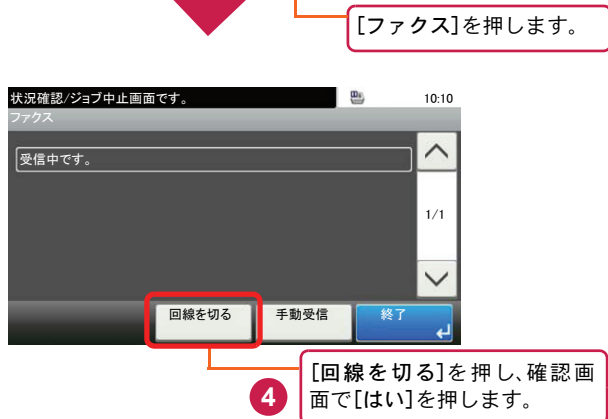 [ファクス]を押します。
状況確認/ジョブ中止画面です。
10:10
ファクス
受信中です。
1/1
回線を切る
手動受信
終了
4
[回線を切る]を押し、確認画
面で[はい]を押します。